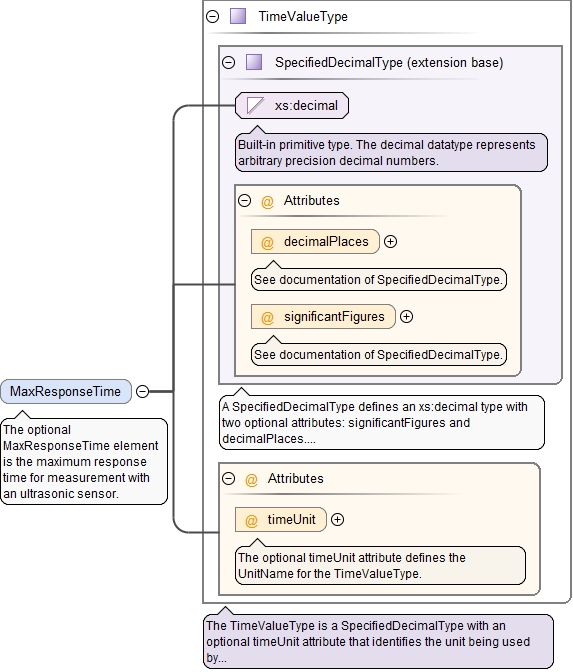 TimeValueType
SpecifiedDecimalType (extension base)
xs:decimal
Built-in primitive type. The decimal datatype represents
arbitrary precision decimal numbers.
@ Attributes
@ decimalPlaces
See documentation of SpecifiedDecimalType.
@ significantFigures
See documentation of SpecifiedDecimalType.
MaxResponseTime
The optional
MaxResponseTime element
is the maximum response
time for measurement with
an ultrasonic sensor.
A SpecifiedDecimalType defines an xs:decimal type with
two optional attributes: significantFigures and
decimalPlaces....
@ Attributes
@ timeUnit
The optional timeUnit attribute defines the
UnitName for the TimeValueType.
The TimeValueType is a SpecifiedDecimalType with an
optional timeUnit attribute that identifies the unit being used
by...